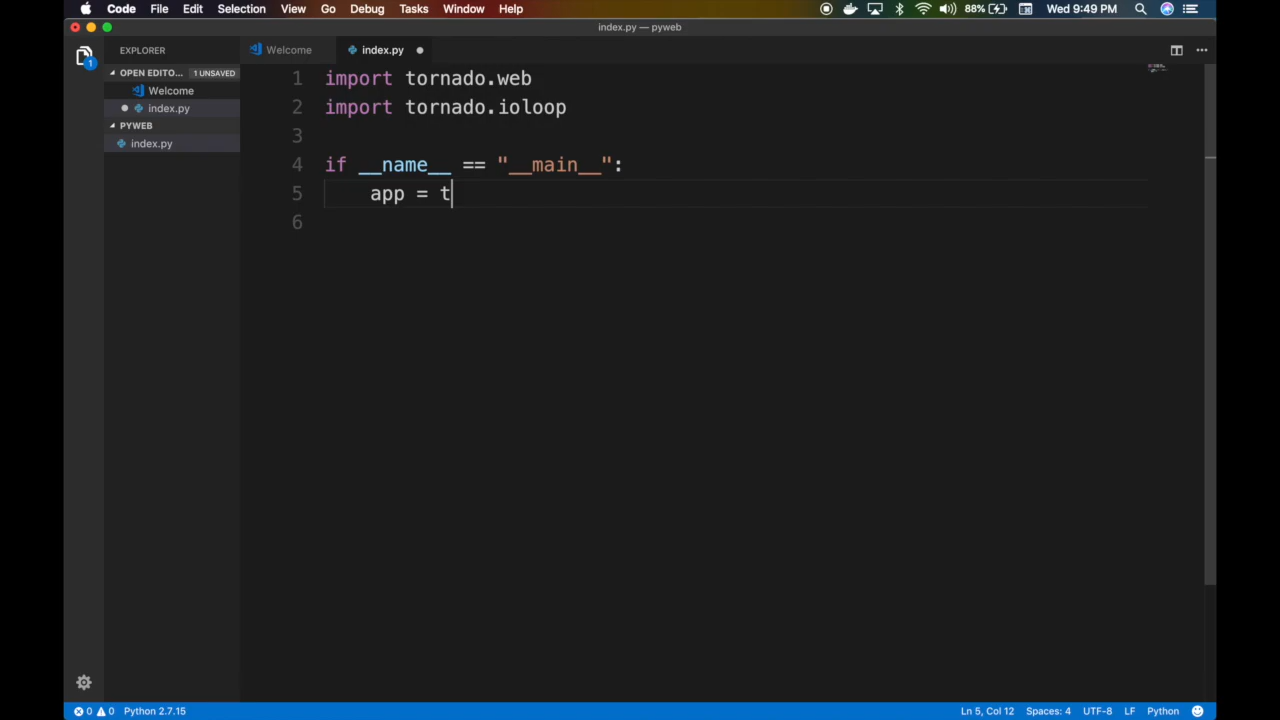 Code File Edit Selection View Go Debug Tasks Window Help 88% Wed 9:49 PM
index.py — pyweb
EXPLORER
Welcome
index.py
OPEN EDITO... 1 UNSAVED
Welcome
index.py
PYWEB
index.py
1 import tornado.web
2 import tornado.ioloop
3
4 if __name__ == "__main__":
5 app = t
6
0 0 Python 2.7.15 Ln 5, Col 12 Spaces: 4 UTF-8 LF Python